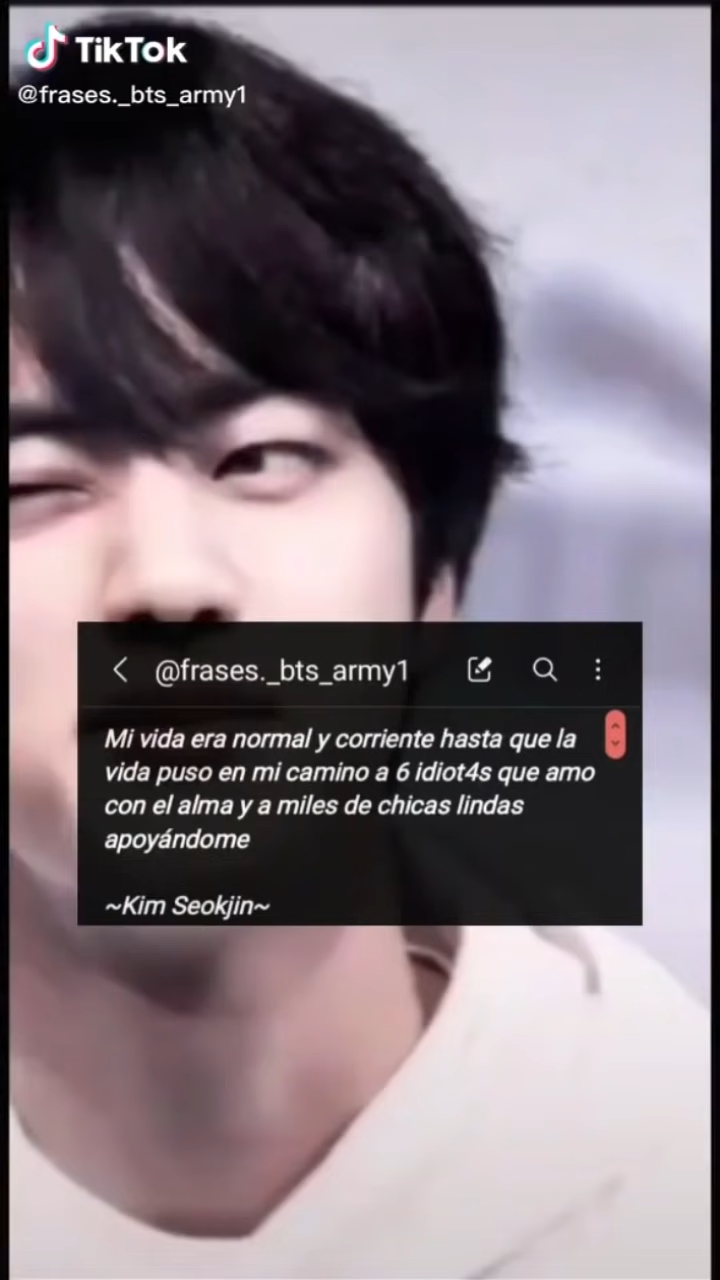 TikTok
@frases._bts_army1
@frases._bts_army1
Mi vida era normal y corriente hasta que la
vida puso en mi camino a 6 idiot4s que amo
con el alma y a miles de chicas lindas
apoyándome
~Kim Seokjin~